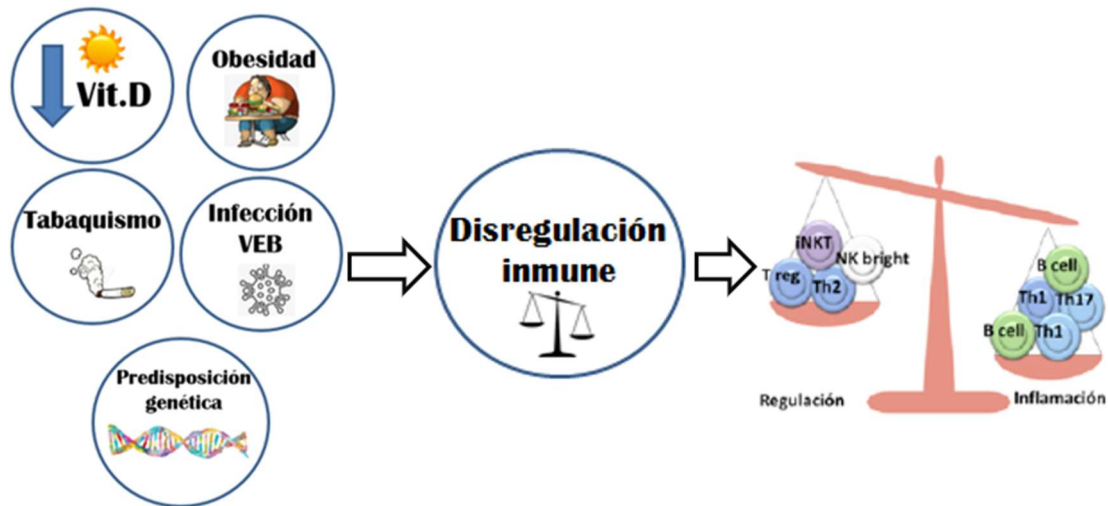 Vit.D
Obesidad
Tabaquismo
Infección
VEB
Predisposición
genética
Disregulación
inmune
iNKT
NK bright
T reg
Th2
Regulación
B cell
Th1 Th17
B cell Th1
Inflamación